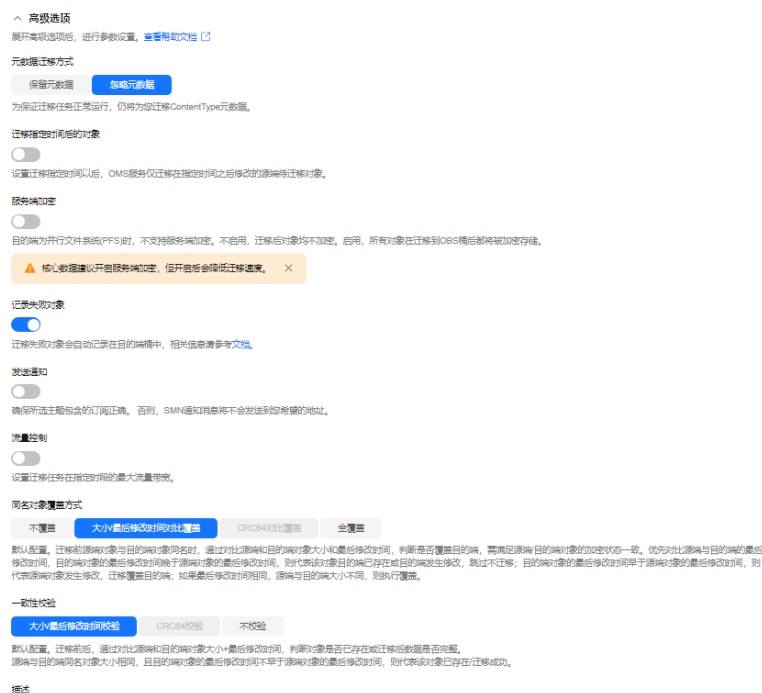 高级选项
展开高级选项后，进行参数设置。查看帮助文档
元数据迁移方式
保留元数据 忽略元数据
为保证迁移任务正常运行，仍将为您迁移ContentType元数据。
迁移指定时间后的对象
设置迁移指定时间以后，OMS服务仅迁移在指定时间之后修改的源端待迁移对象。
服务端加密
目的端为并行文件系统(PFS)时，不支持服务端加密。不启用，迁移后对象均不加密。启用，所有对象在迁移到OBS桶后都将被加密存储。
核心数据建议开启服务端加密，但开启后会降低迁移速度。
记录失败对象
迁移失败对象会自动记录在目的端桶中，相关信息请参考文档。
发送通知
确保所选主题包含的订阅正确。 否则，SMN通知消息将不会发送到您希望的地址。
流量控制
设置迁移任务在指定时段的最大流量带宽。
同名对象覆盖方式
不覆盖 大小/最后修改时间对比覆盖 CRC64对比覆盖 全覆盖
默认配置。迁移前源端对象与目的端对象同名时，通过对比源端和目的端对象大小和最后修改时间，判断是否覆盖目的端，需满足源端/目的端对象的加密状态一致。优先对比源端与目的端的最后
修改时间，目的端对象的最后修改时间晚于源端对象的最后修改时间，则代表该对象目的端已存在或目的端发生修改，跳过不迁移；目的端对象的最后修改时间早于源端对象的最后修改时间，则
代表源端对象发生修改，迁移覆盖目的端；如果最后修改时间相同，源端与目的端大小不同，则执行覆盖。
一致性校验
大小/最后修改时间校验 CRC64校验 不校验
默认配置。迁移前后，通过对比源端和目的端对象大小+最后修改时间，判断对象是否已存在或迁移后数据是否完整。
源端与目的端同名对象大小相同，且目的端对象的最后修改时间不早于源端对象的最后修改时间，则代表该对象已存在/迁移成功。
描述